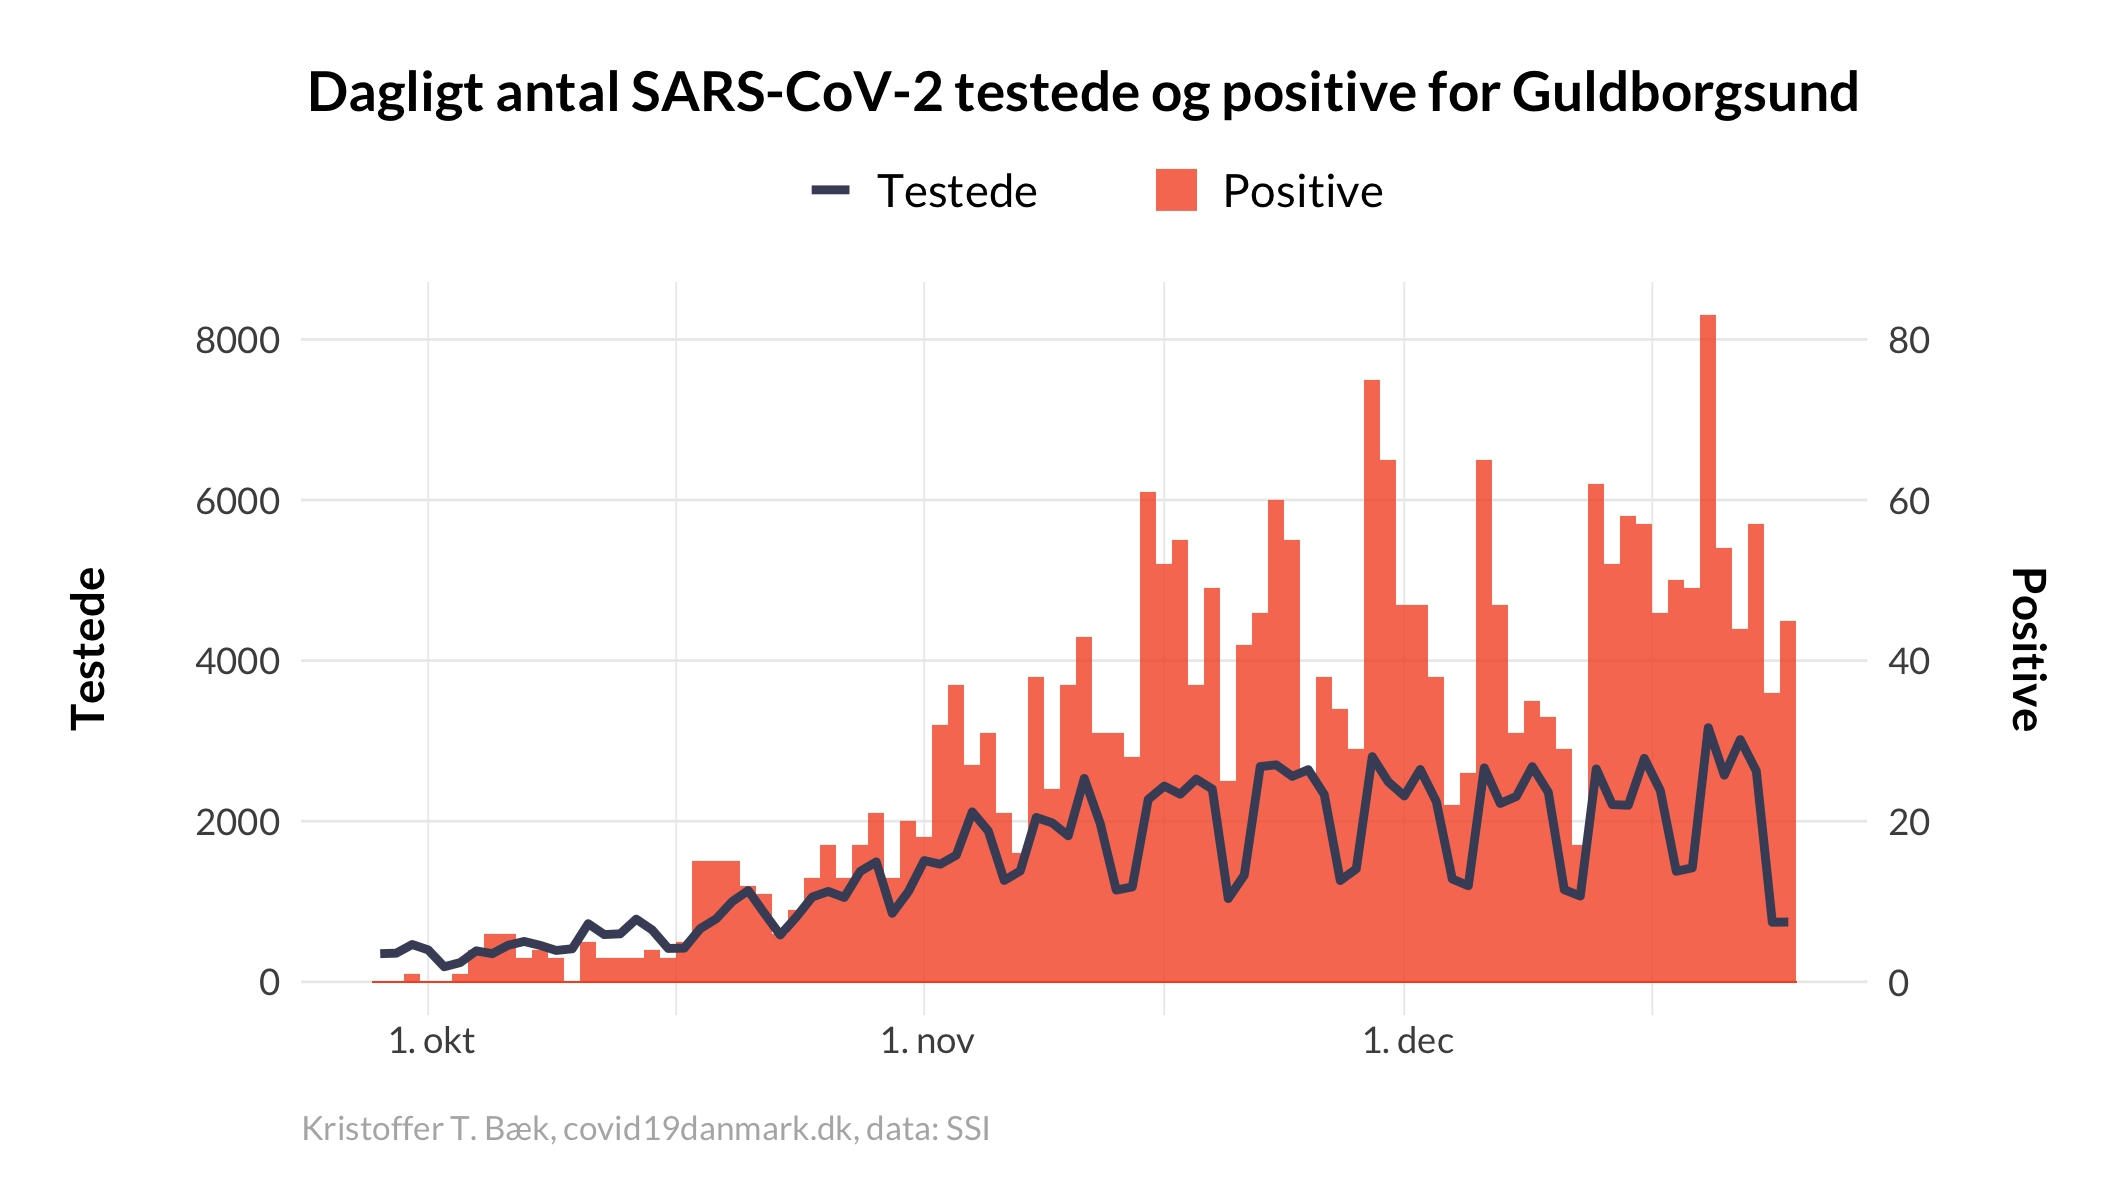 Dagligt antal SARS-CoV-2 testede og positive for Guldborgsund
Testede
Positive
8000
6000
4000
2000
0
Testede
80
60
40
20
0
Positive
1. okt
1. nov
1. dec
Kristoffer T. Bæk, covid19danmark.dk, data: SSI